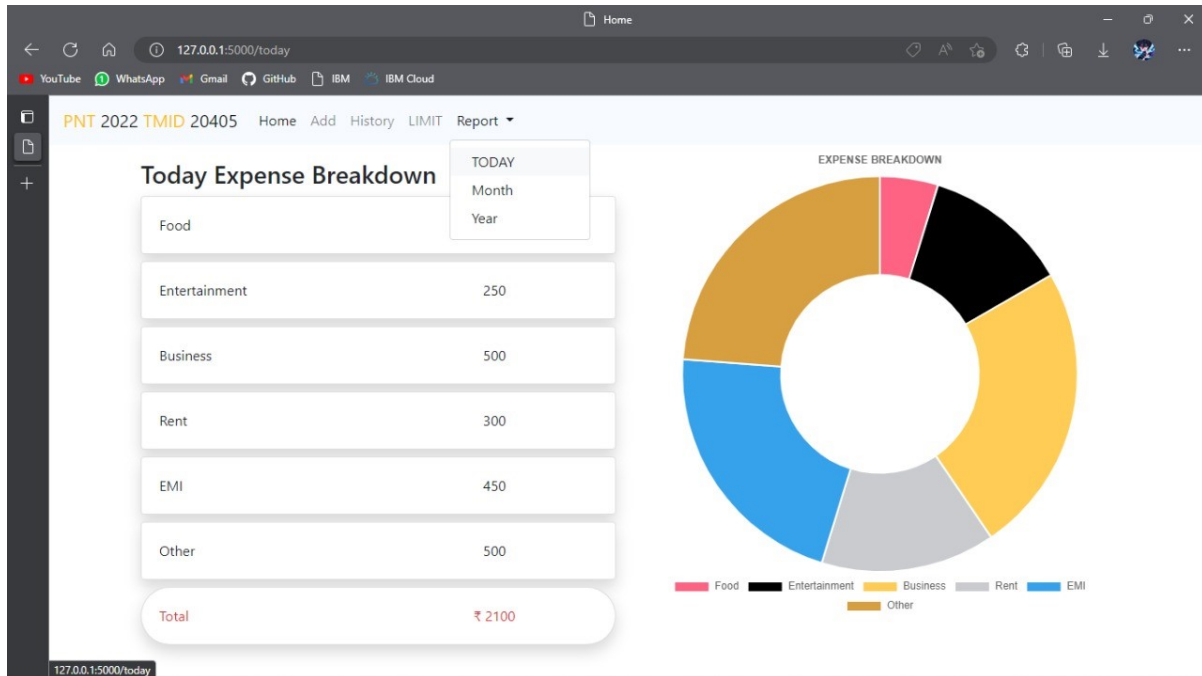 Home
127.0.0.1:5000/today
YouTube WhatsApp Gmail GitHub IBM IBM Cloud
PNT 2022 TMID 20405 Home Add History LIMIT Report
TODAY
Month
Year
Today Expense Breakdown
Food
Entertainment 250
Business 500
Rent 300
EMI 450
Other 500
Total ₹ 2100
EXPENSE BREAKDOWN
Food Entertainment Business Rent EMI
Other
127.0.0.1:5000/today